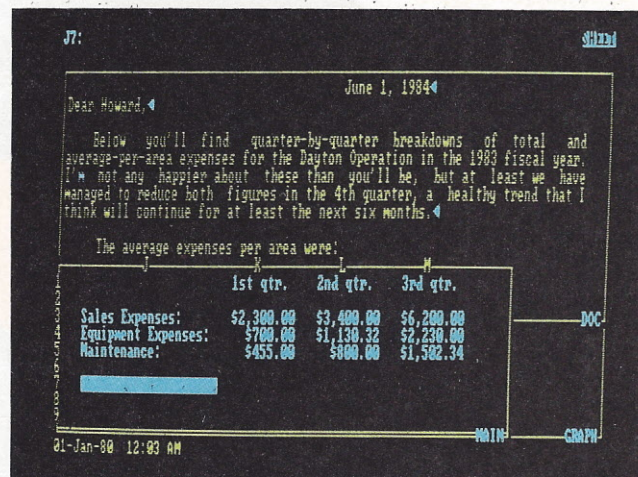 J7: SHEET
June 1, 1984
Dear Howard,
Below you'll find quarter-by-quarter breakdowns of total and
average-per-area expenses for the Dayton Operation in the 1983 fiscal year.
I'm not any happier about these than you'll be, but at least we have
managed to reduce both figures in the 4th quarter, a healthy trend that I
think will continue for at least the next six months.
The average expenses per area were:
J K L M
1 1st qtr. 2nd qtr. 3rd qtr.
2
3 Sales Expenses: $2,300.00 $3,400.00 $6,200.00 DOC
4 Equipment Expenses: $700.00 $1,130.32 $2,230.00
5 Maintenance: $455.00 $800.00 $1,502.34
6
7
8
9
MAIN GRAPH
01-Jan-80 12:03 AM